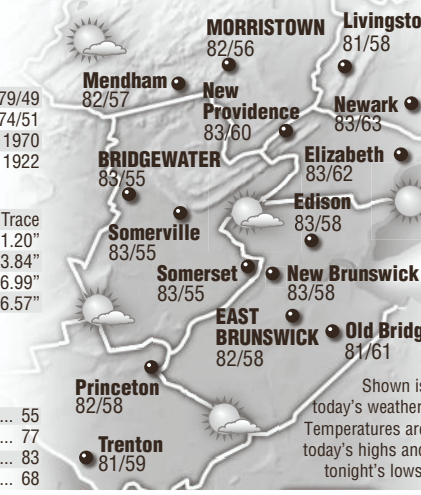 MORRISTOWN
82/56
Livingsto
81/58
Mendham
82/57
New
Providence
83/60
Newark
83/63
79/49
74/51
1970
1922
BRIDGEWATER
83/55
Elizabeth
83/62
Edison
83/58
Trace
1.20"
3.84"
6.99"
6.57"
Somerville
83/55
Somerset
83/55
New Brunswick
83/58
EAST
BRUNSWICK
82/58
Old Bridg
81/61
Princeton
82/58
Shown is
today's weather
Temperatures are
today's highs and
tonight's lows
... 55
... 77
... 83
... 68
Trenton
81/59